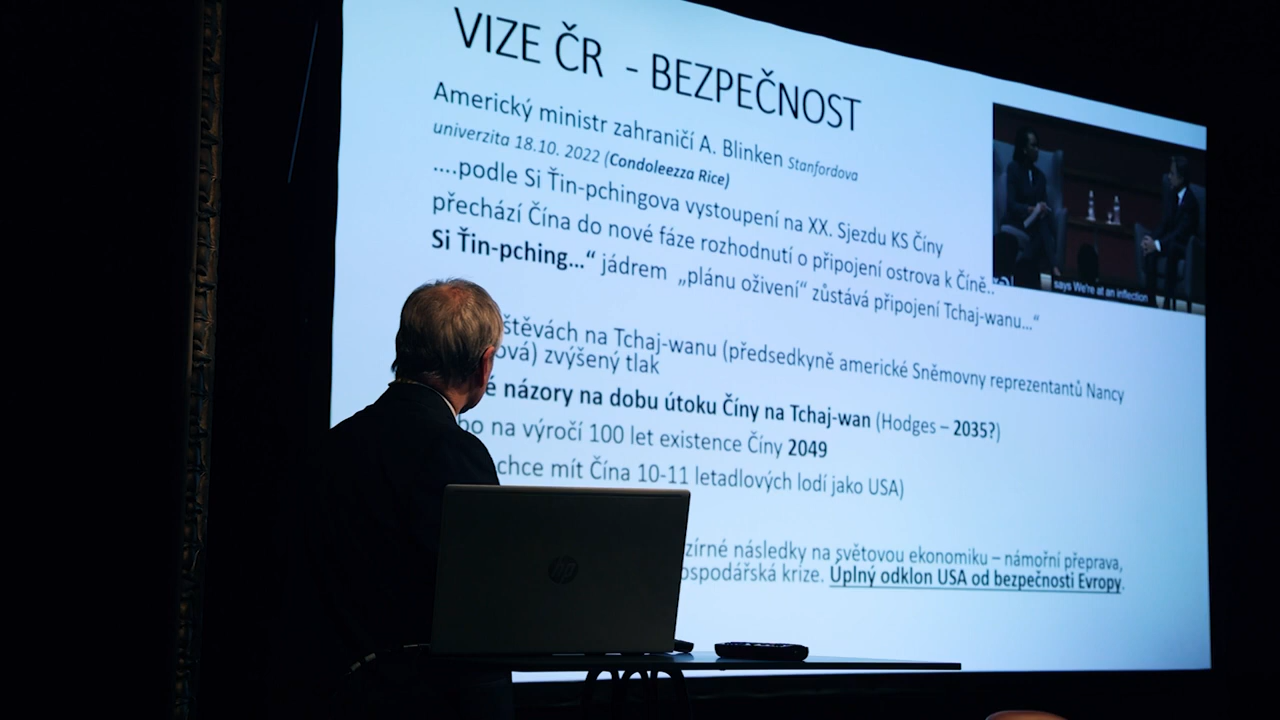 VIZE ČR - BEZPEČNOST
Americký ministr zahraničí A. Blinken Stanfordova
univerzita 18.10. 2022 (Condoleezza Rice)
....podle Si Ťin-pchingova vystoupení na XX. Sjezdu KS Číny
přechází Čína do nové fáze rozhodnutí o připojení ostrova k Číně..
Si Ťin-pching...“ jádrem „plánu oživení“ zůstává připojení Tchaj-wanu...“
says We're at an inflection
štěvách na Tchaj-wanu (předsedkyně americké Sněmovny reprezentantů Nancy
ová) zvýšený tlak
é názory na dobu útoku Číny na Tchaj-wan (Hodges – 2035?)
bo na výročí 100 let existence Číny 2049
chce mít Čína 10-11 letadlových lodí jako USA)
zírné následky na světovou ekonomiku – námořní přeprava,
ospodářská krize. Úplný odklon USA od bezpečnosti Evropy.
hp